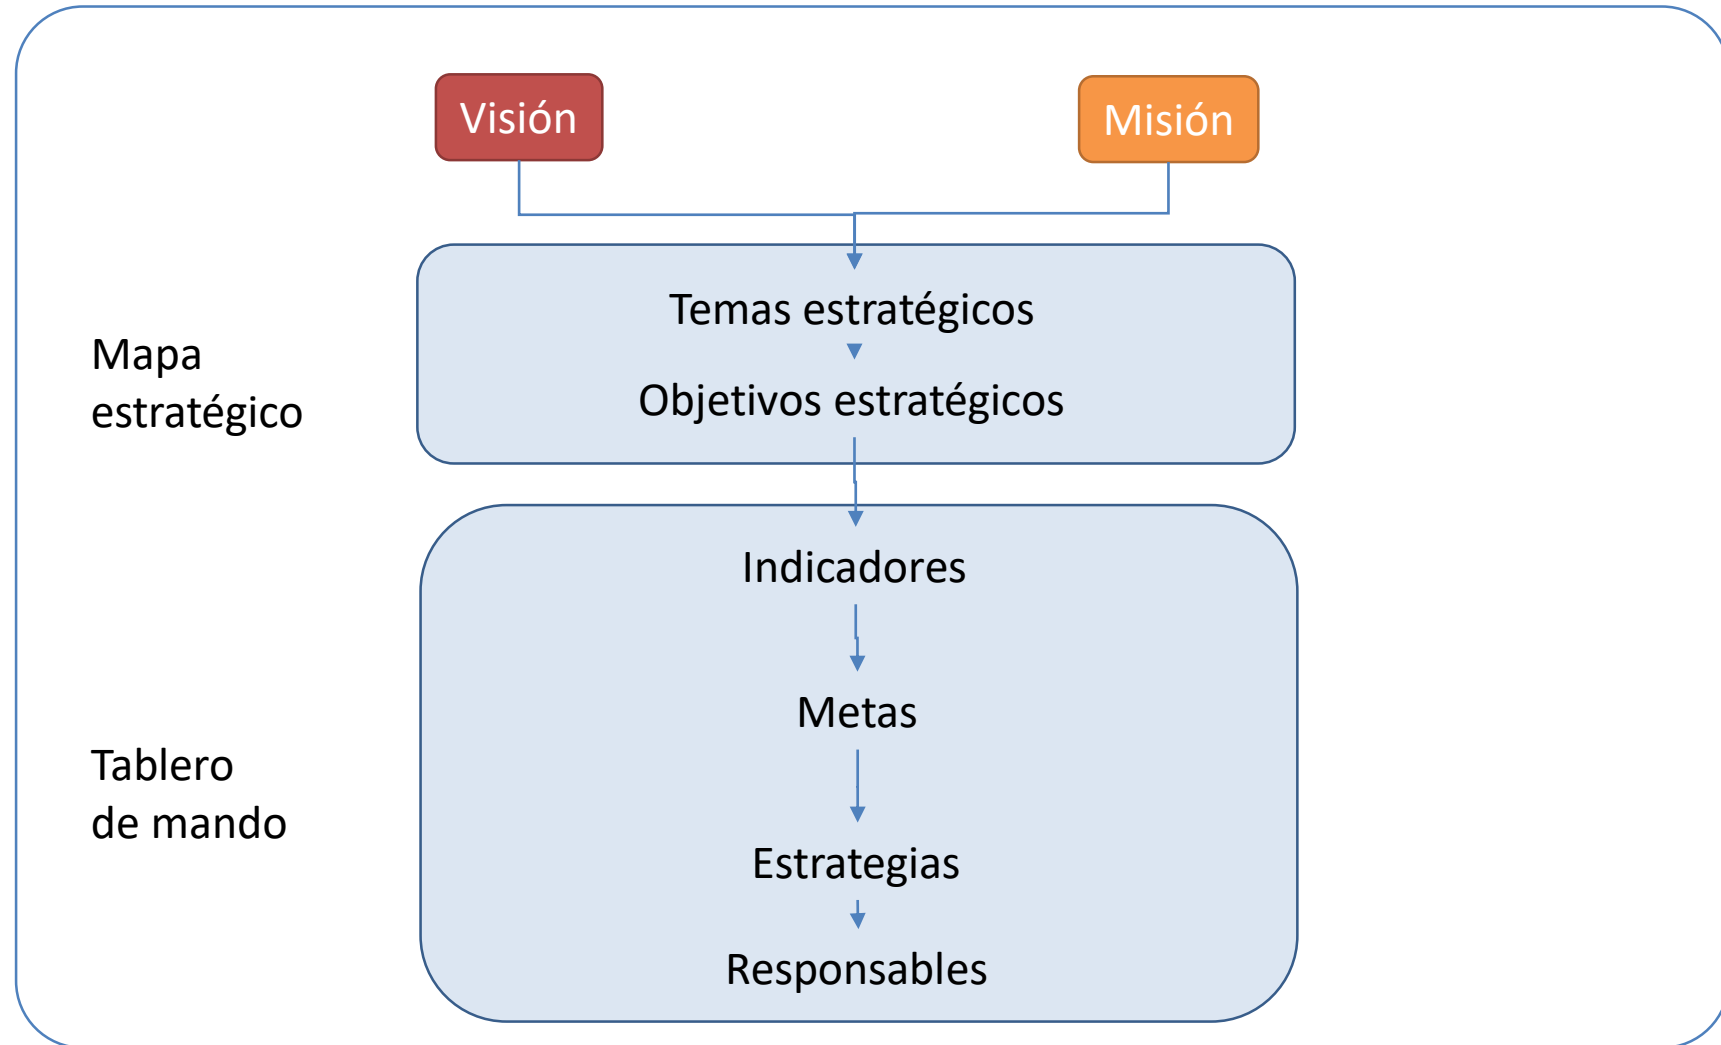 Visión
Misión
Mapa
estratégico
Temas estratégicos
Objetivos estratégicos
Tablero
de mando
Indicadores
Metas
Estrategias
Responsables